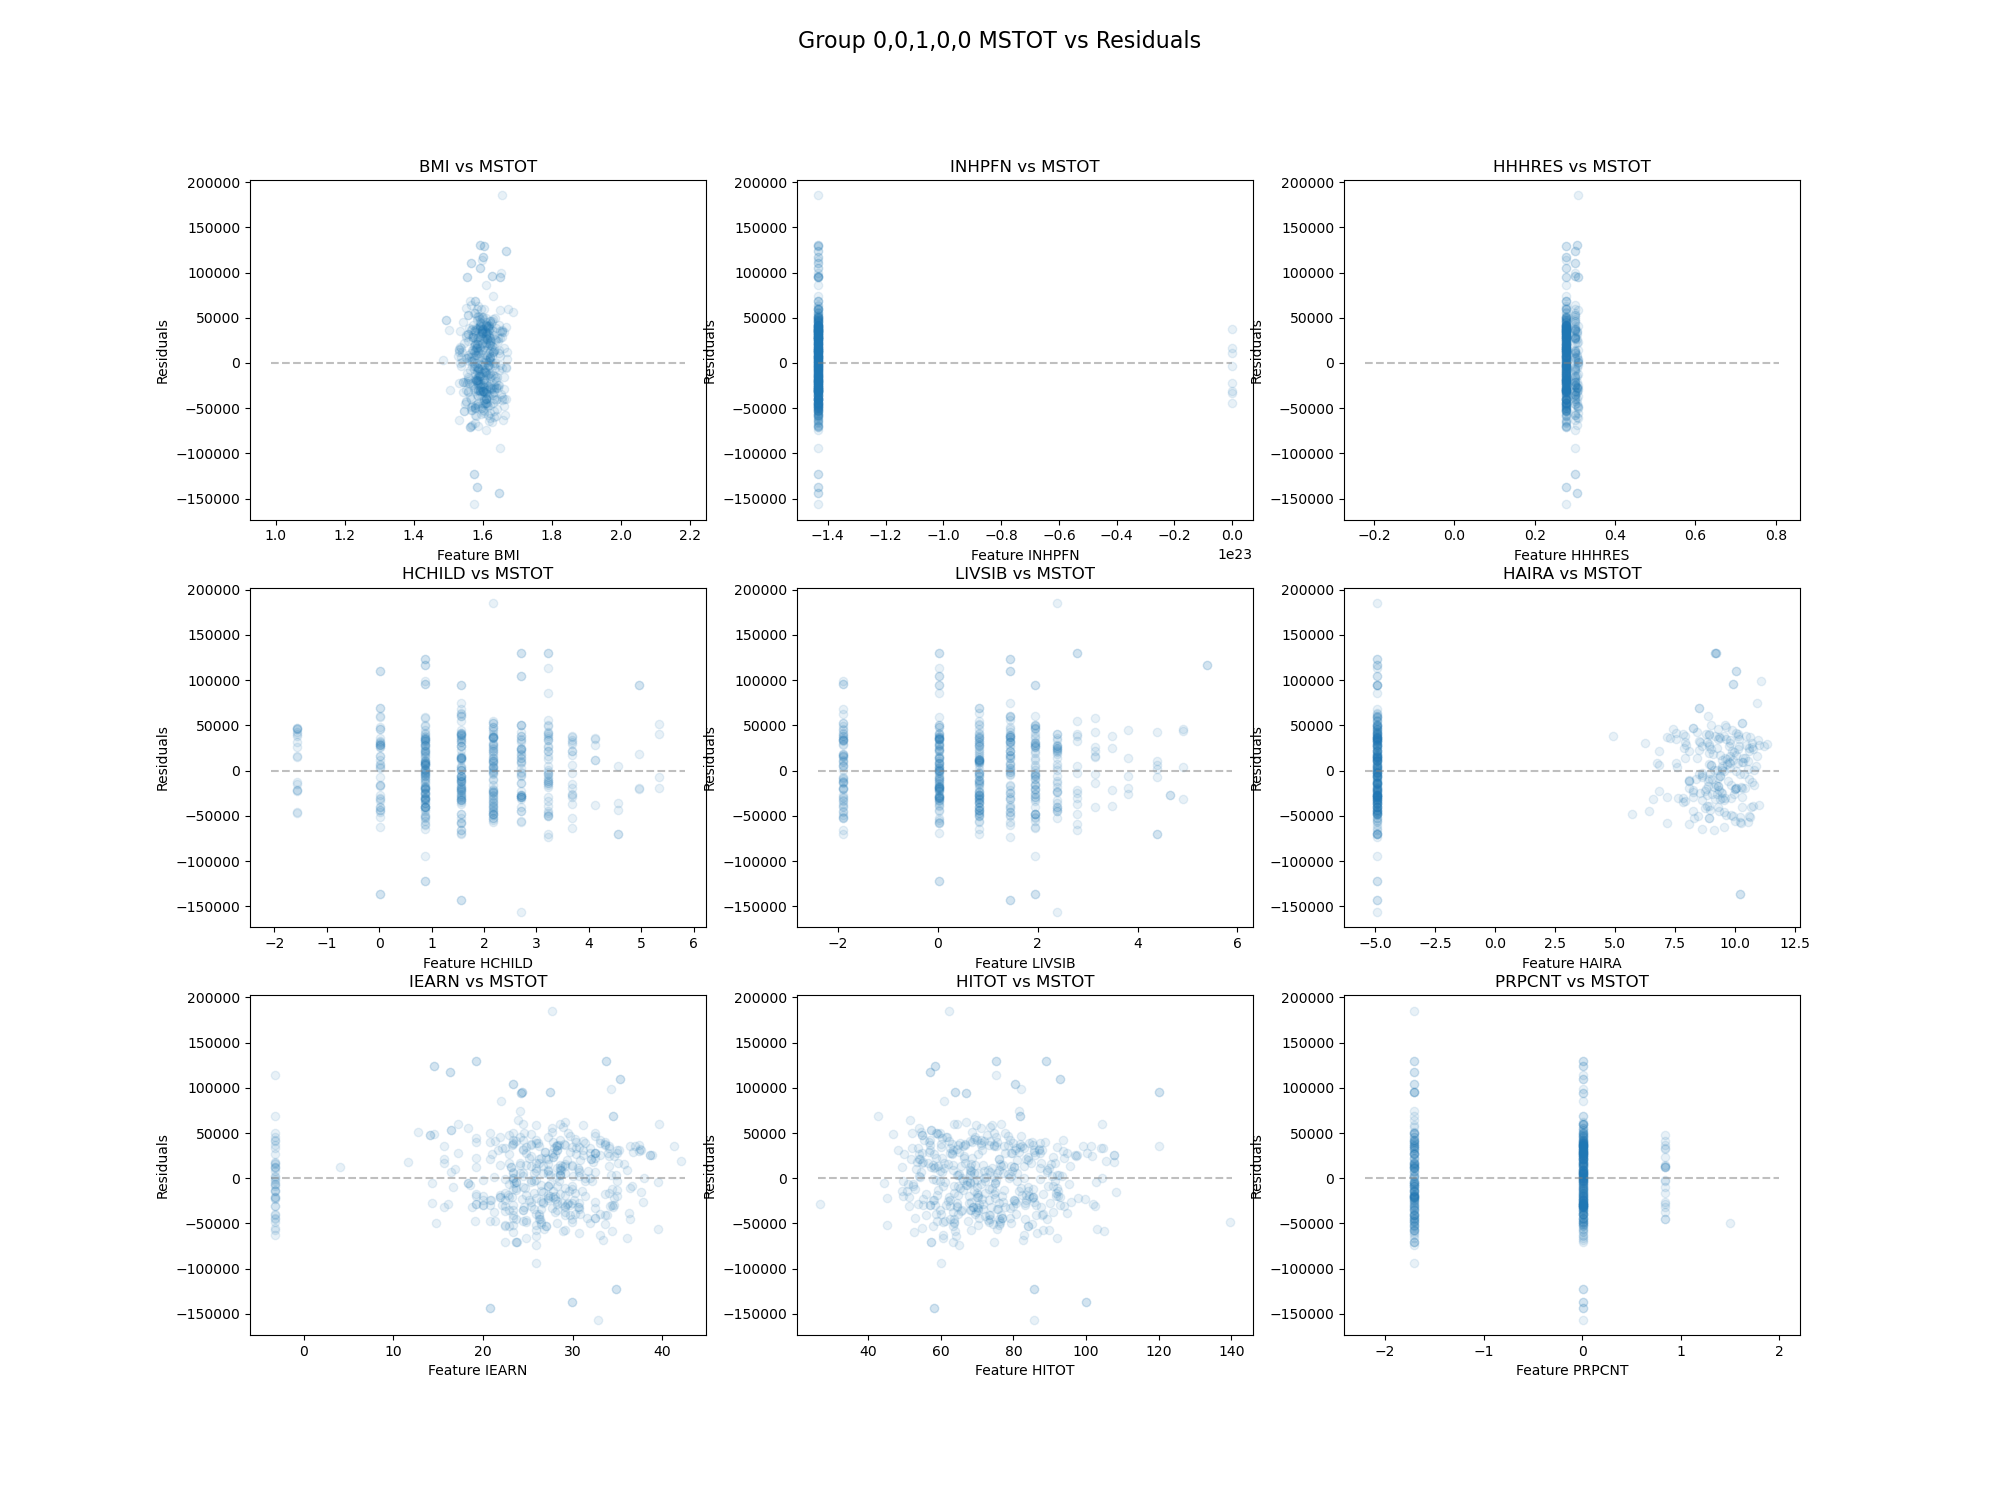 Group 0,0,1,0,0 MSTOT vs Residuals
BMI vs MSTOT
200000
150000
100000
50000
0
−50000
−100000
−150000
Residuals
1.0 1.2 1.4 1.6 1.8 2.0 2.2
Feature BMI
INHPFN vs MSTOT
200000
150000
100000
50000
0
−50000
−100000
−150000
Residuals
−1.4 −1.2 −1.0 −0.8 −0.6 −0.4 −0.2 0.0
1e23
Feature INHPFN
HHHRES vs MSTOT
200000
150000
100000
50000
0
−50000
−100000
−150000
Residuals
−0.2 0.0 0.2 0.4 0.6 0.8
Feature HHHRES
HCHILD vs MSTOT
200000
150000
100000
50000
0
−50000
−100000
−150000
Residuals
−2 −1 0 1 2 3 4 5 6
Feature HCHILD
LIVSIB vs MSTOT
200000
150000
100000
50000
0
−50000
−100000
−150000
Residuals
−2 0 2 4 6
Feature LIVSIB
HAIRA vs MSTOT
200000
150000
100000
50000
0
−50000
−100000
−150000
Residuals
−5.0 −2.5 0.0 2.5 5.0 7.5 10.0 12.5
Feature HAIRA
IEARN vs MSTOT
200000
150000
100000
50000
0
−50000
−100000
−150000
Residuals
0 10 20 30 40
Feature IEARN
HITOT vs MSTOT
200000
150000
100000
50000
0
−50000
−100000
−150000
Residuals
40 60 80 100 120 140
Feature HITOT
PRPCNT vs MSTOT
200000
150000
100000
50000
0
−50000
−100000
−150000
Residuals
−2 −1 0 1 2
Feature PRPCNT